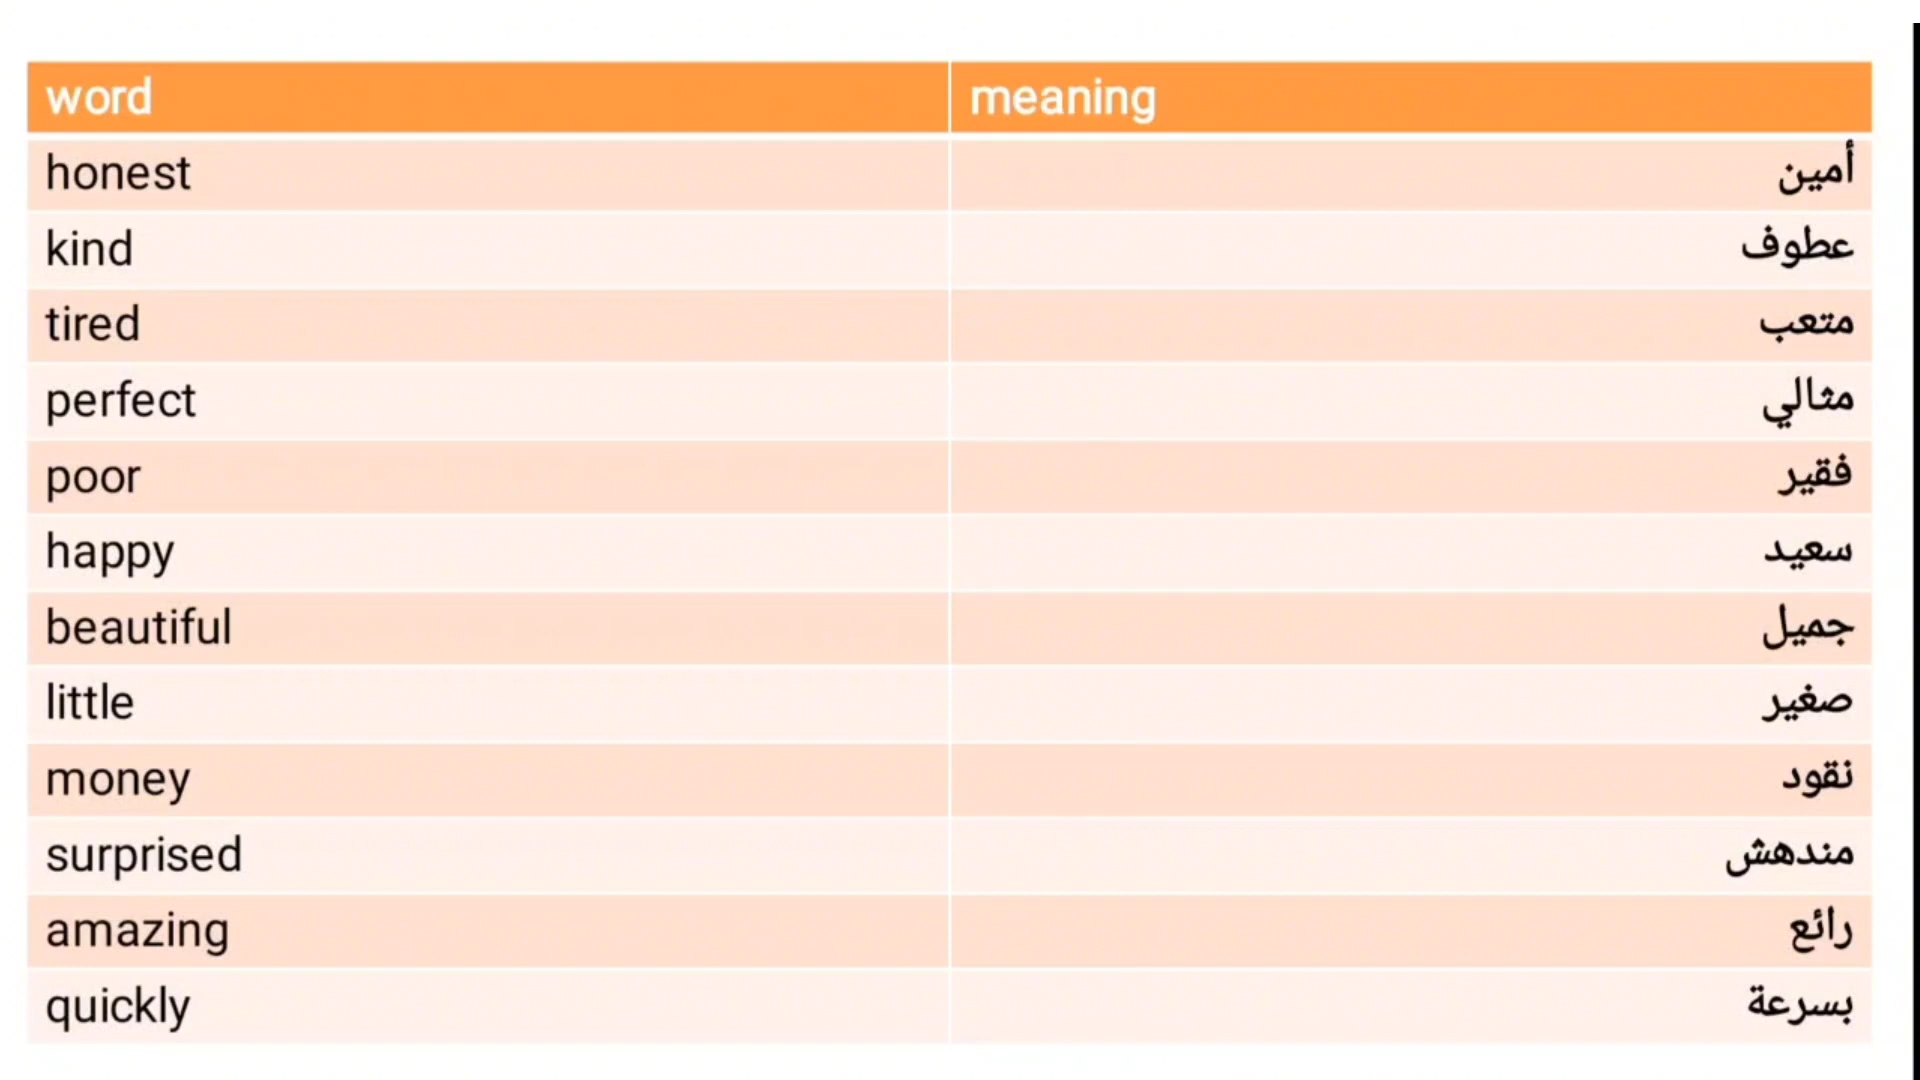 word meaning
honest أمين
kind عطوف
tired متعب
perfect مثالي
poor فقير
happy سعيد
beautiful جميل
little صغير
money نقود
surprised مندهش
amazing رائع
quickly بسرعة